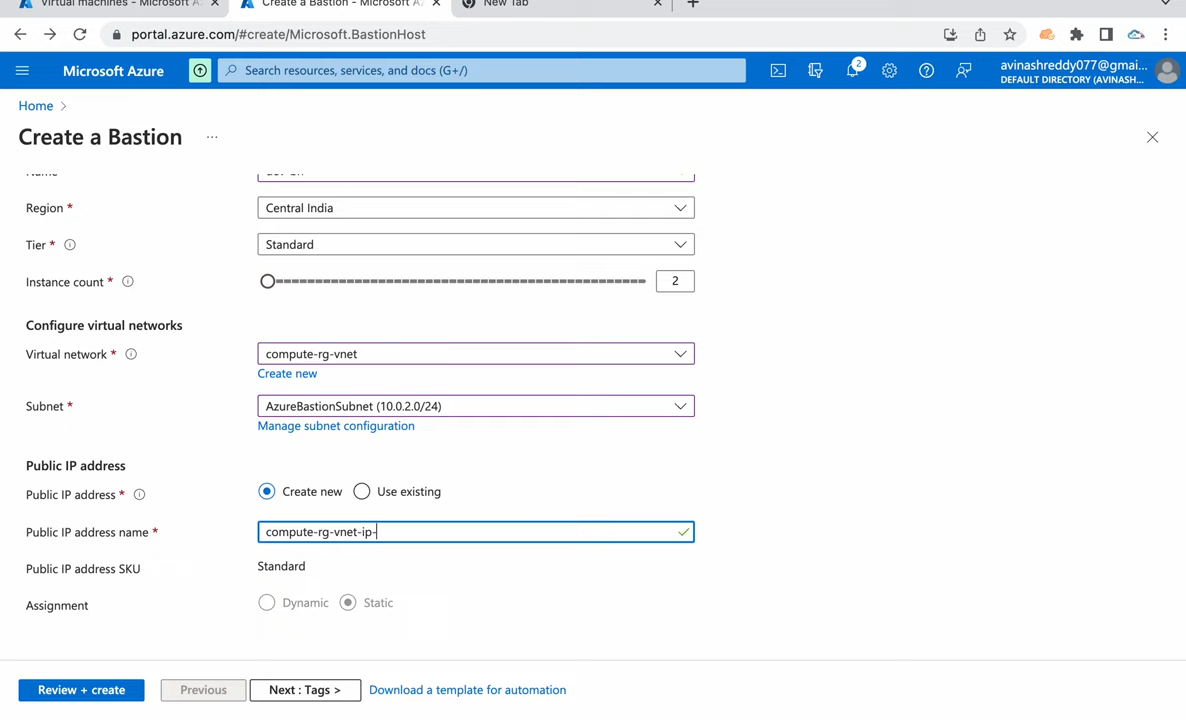 Virtual machines - Microsoft A
Create a Bastion - Microsoft A
New Tab
portal.azure.com/#create/Microsoft.BastionHost
Microsoft Azure
Search resources, services, and docs (G+/)
2
avinashreddy077@gmai...
DEFAULT DIRECTORY (AVINASH...
Home >
Create a Bastion ...
Name
Region *
Central India
Tier *
Standard
Instance count *
2
Configure virtual networks
Virtual network *
compute-rg-vnet
Create new
Subnet *
AzureBastionSubnet (10.0.2.0/24)
Manage subnet configuration
Public IP address
Public IP address *
Create new
Use existing
Public IP address name *
compute-rg-vnet-ip-
Public IP address SKU
Standard
Assignment
Dynamic
Static
Review + create
Previous
Next : Tags >
Download a template for automation